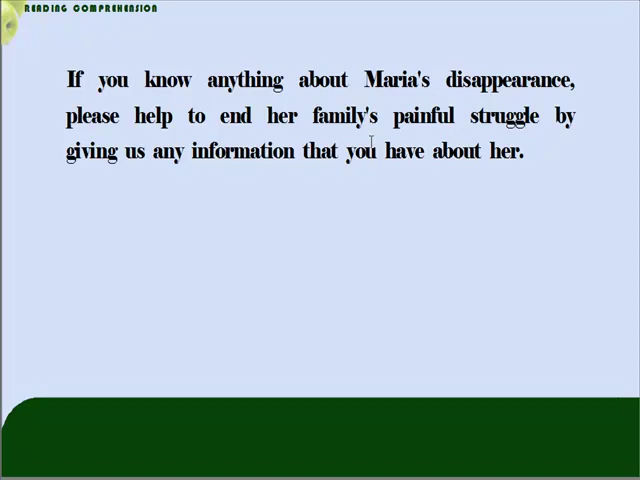 READING COMPREHENSION
If you know anything about Maria's disappearance,
please help to end her family's painful struggle by
giving us any information that you have about her.